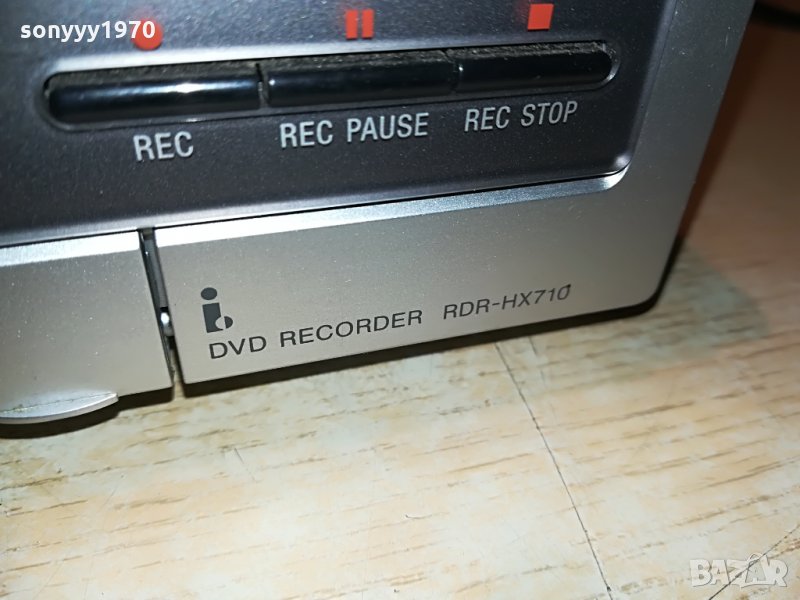 sonyyy1970
REC
REC PAUSE
REC STOP
DVD RECORDER RDR-HX710
BAZAR